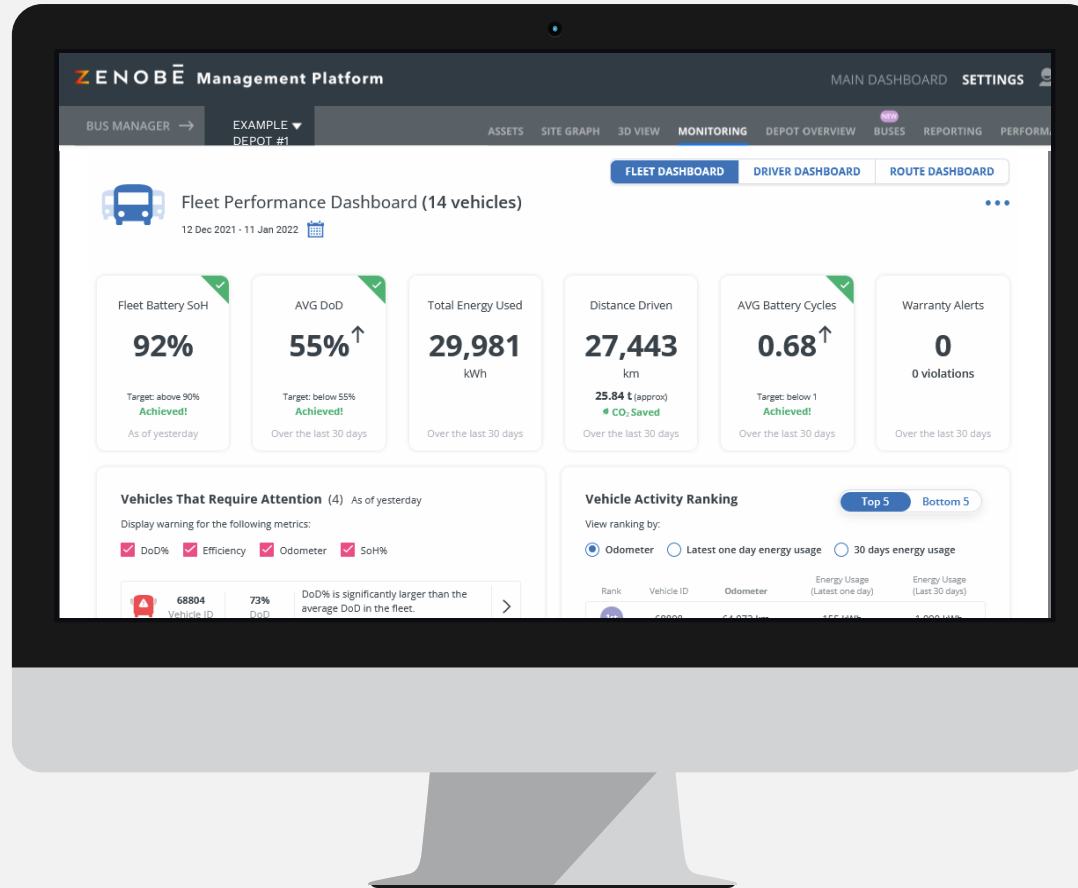 ZENOBĒ Management Platform
MAIN DASHBOARD SETTINGS
BUS MANAGER → EXAMPLE DEPOT #1
ASSETS SITE GRAPH 3D VIEW MONITORING DEPOT OVERVIEW NEW BUSES REPORTING PERFORMA
FLEET DASHBOARD DRIVER DASHBOARD ROUTE DASHBOARD
Fleet Performance Dashboard (14 vehicles)
12 Dec 2021 - 11 Jan 2022
Fleet Battery SoH
92%
Target: above 90%
Achieved!
As of yesterday
AVG DoD
55%↑
Target: below 55%
Achieved!
Over the last 30 days
Total Energy Used
29,981
kWh
Over the last 30 days
Distance Driven
27,443
km
25.84 t (approx)
CO₂ Saved
Over the last 30 days
AVG Battery Cycles
0.68↑
Target: below 1
Achieved!
Over the last 30 days
Warranty Alerts
0
0 violations
Over the last 30 days
Vehicles That Require Attention (4) As of yesterday
Display warning for the following metrics:
DoD% Efficiency Odometer SoH%
68804
Vehicle ID
73%
DoD
DoD% is significantly larger than the
average DoD in the fleet.
Vehicle Activity Ranking
Top 5 Bottom 5
View ranking by:
Odometer Latest one day energy usage 30 days energy usage
Rank Vehicle ID Odometer Energy Usage (Latest one day) Energy Usage (Last 30 days)